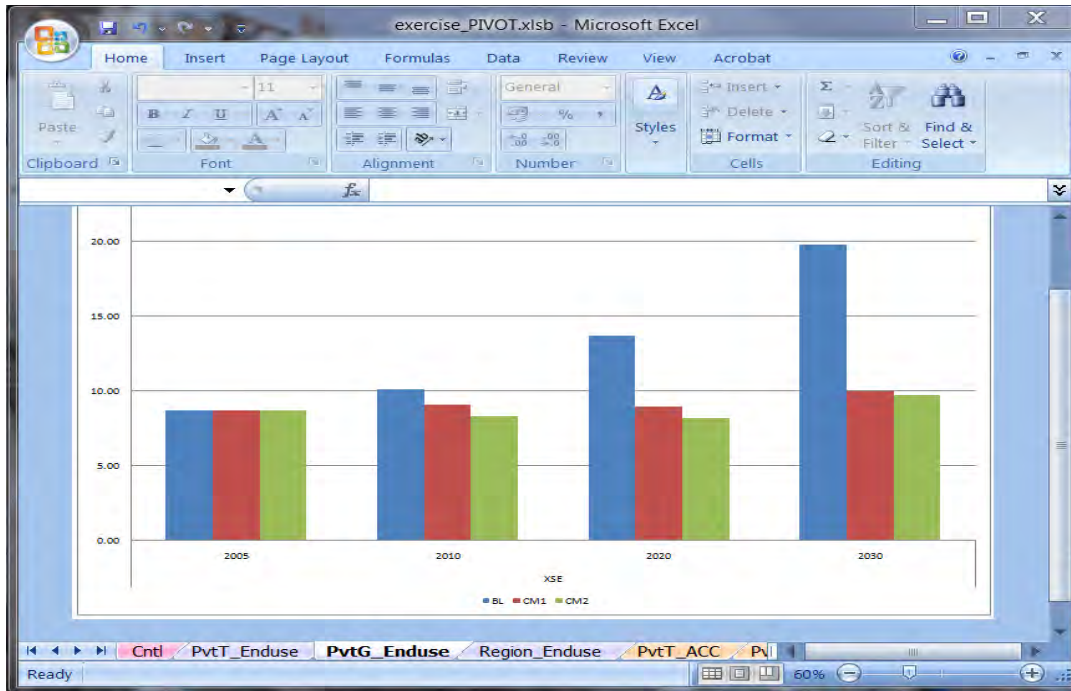 exercise_PIVOT.xlsb - Microsoft Excel
Home Insert Page Layout Formulas Data Review View Acrobat
Paste
Clipboard
11
B I U A A
A
Font
Alignment
General
%
Number
A
Styles
Insert
Delete
Format
Cells
Σ
Sort & Filter
Find & Select
Editing
fx
20.00
15.00
10.00
5.00
0.00
2005 2010 2020 2030
XSE
BL CM1 CM2
Cntl PvtT_Enduse PvtG_Enduse Region_Enduse PvtT_ACC
Ready 60%